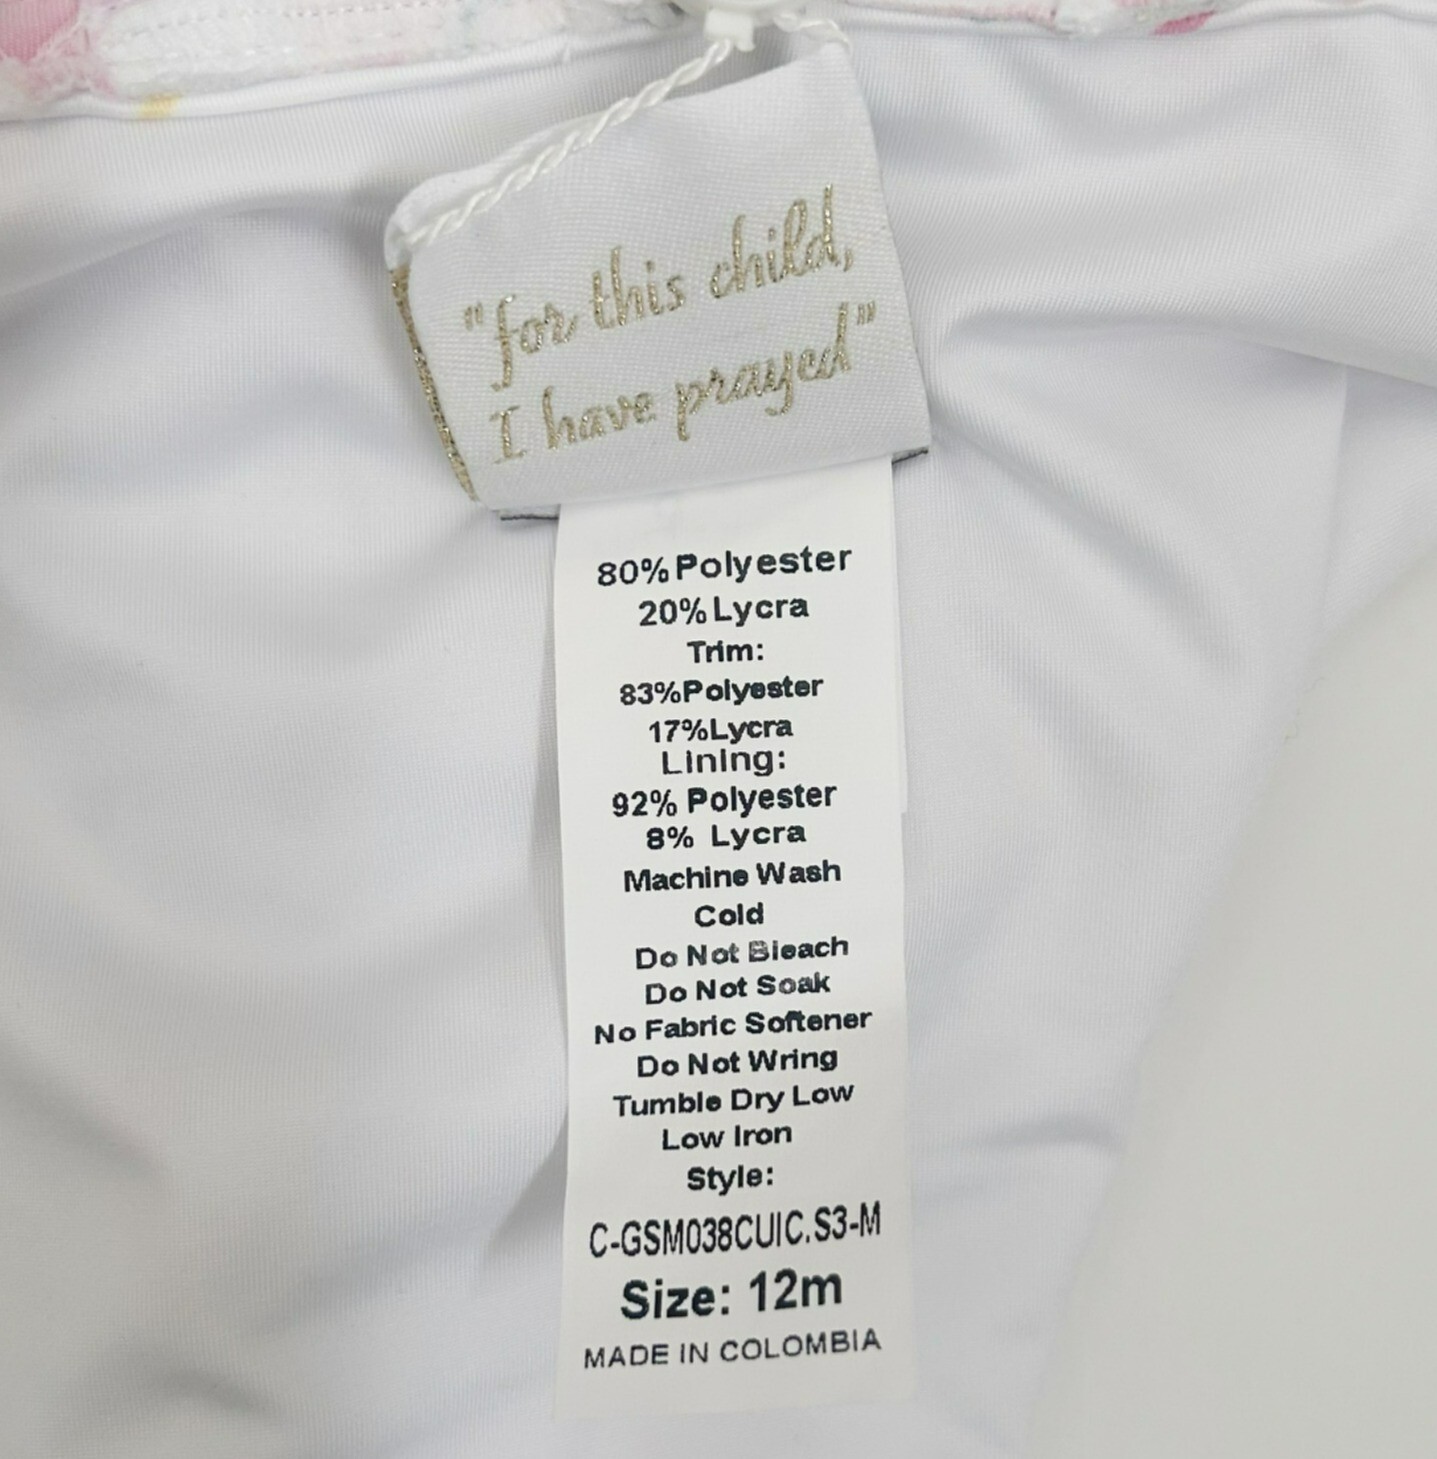 "for this child,
I have prayed"
80% Polyester
20% Lycra
Trim:
83%Polyester
17%Lycra
Lining:
92% Polyester
8% Lycra
Machine Wash
Cold
Do Not Bleach
Do Not Soak
No Fabric Softener
Do Not Wring
Tumble Dry Low
Low Iron
Style:
C-GSM038CUIC.S3-M
Size: 12m
MADE IN COLOMBIA